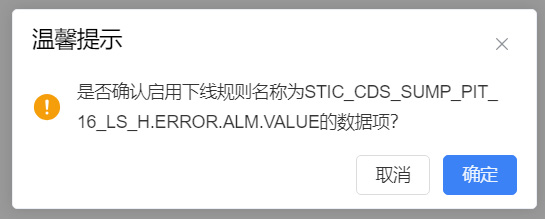 温馨提示
是否确认启用下线规则名称为STIC_CDS_SUMP_PIT_
16_LS_H.ERROR.ALM.VALUE的数据项?
取消 确定